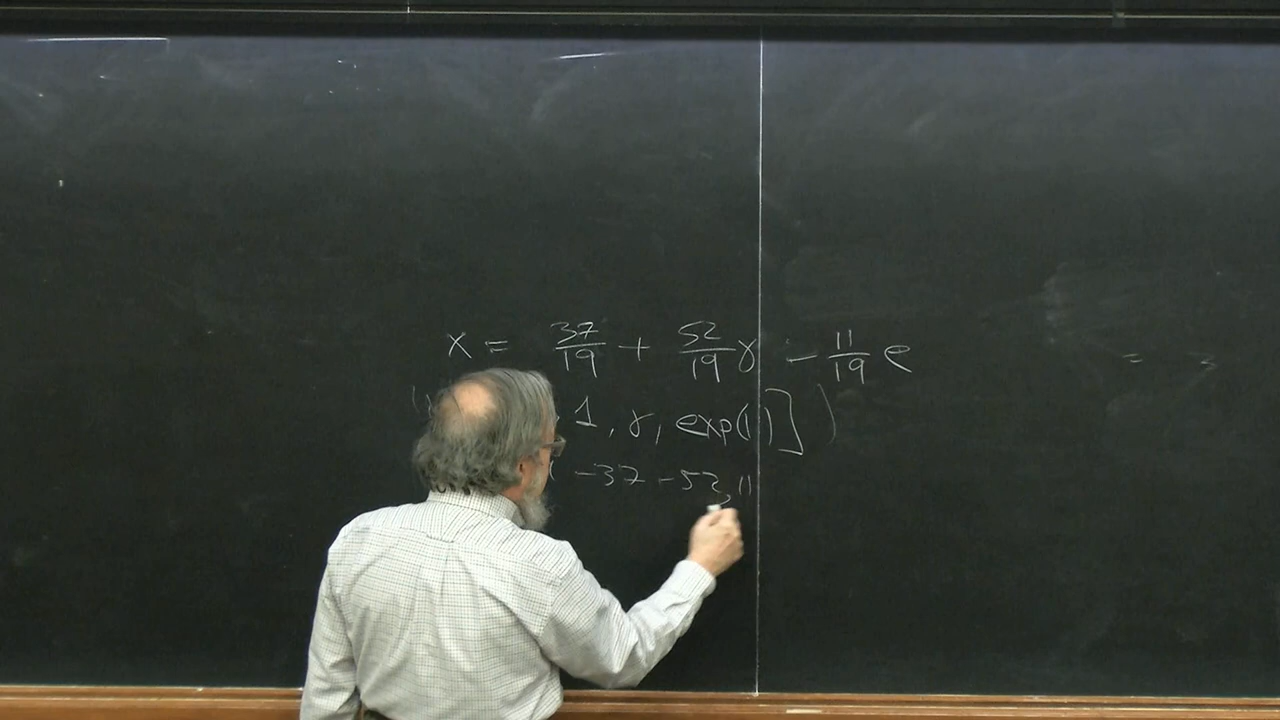 x = 37/19 + 52/19 γ - 11/19 e
, 1, γ, exp(1)])
-37 -52, 11